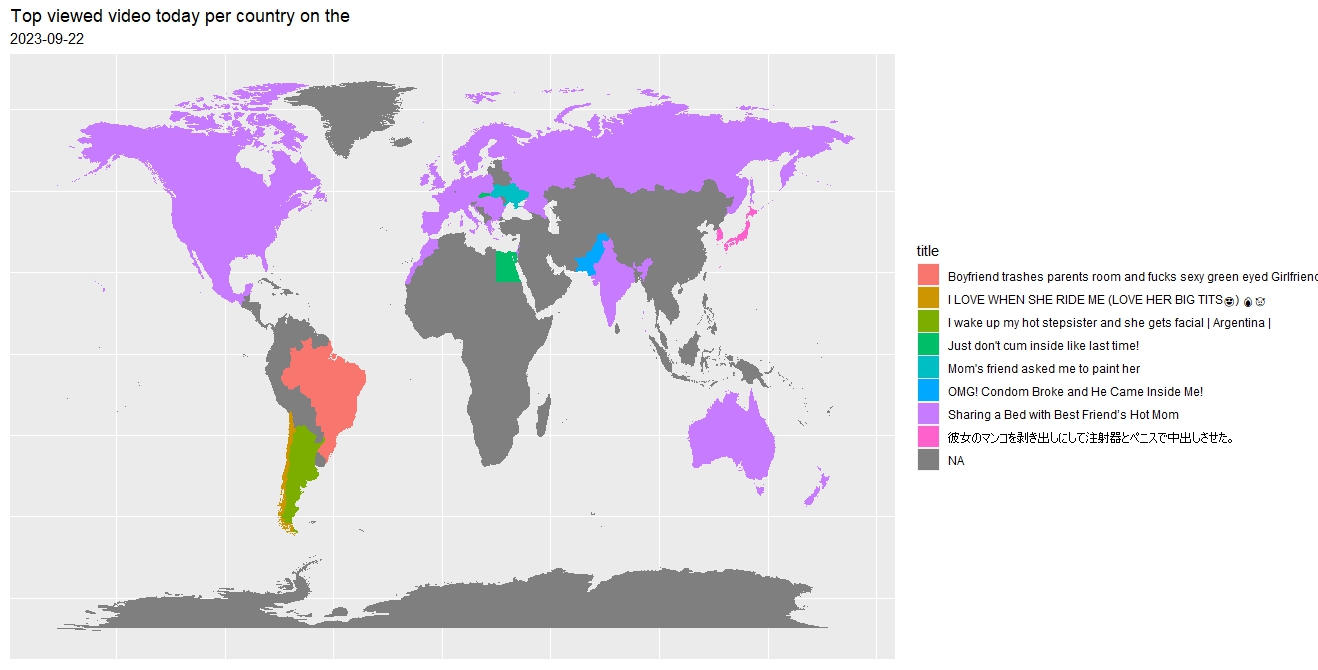 Top viewed video today per country on the
2023-09-22
title
Boyfriend trashes parents room and fucks sexy green eyed Girlfriend
I LOVE WHEN SHE RIDE ME (LOVE HER BIG TITS) 
I wake up my hot stepsister and she gets facial | Argentina |
Just don't cum inside like last time!
Mom's friend asked me to paint her
OMG! Condom Broke and He Came Inside Me!
Sharing a Bed with Best Friend's Hot Mom
彼女のマンコを剥き出しにして注射器とペニスで中出しさせた。
NA